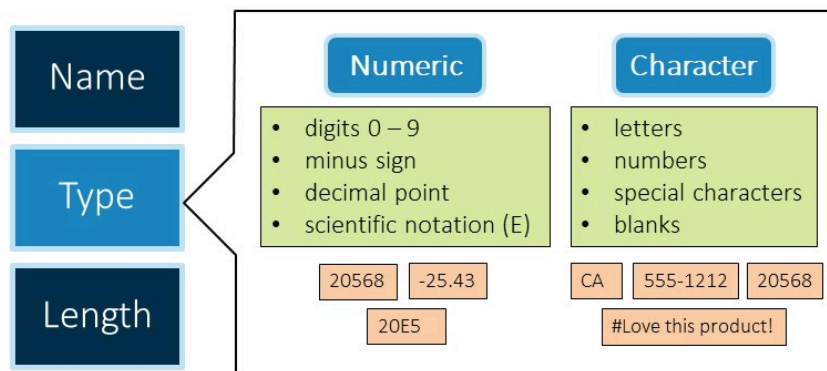 Name
Type
Length
Numeric
• digits 0 – 9
• minus sign
• decimal point
• scientific notation (E)
20568
-25.43
20E5
Character
• letters
• numbers
• special characters
• blanks
CA
555-1212
20568
#Love this product!